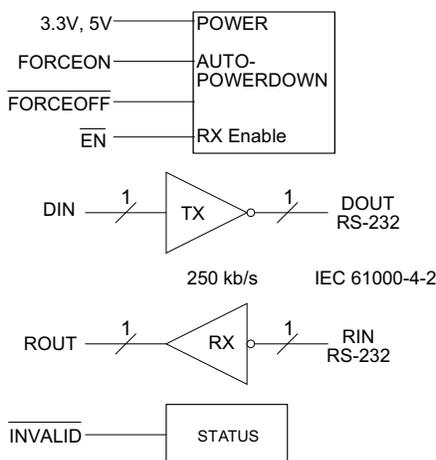 3.3V, 5V POWER
FORCEON AUTO-
POWERDOWN
FORCEOFF
EN RX Enable
DIN 1 TX 1 DOUT
RS-232
250 kb/s IEC 61000-4-2
ROUT 1 RX 1 RIN
RS-232
INVALID STATUS